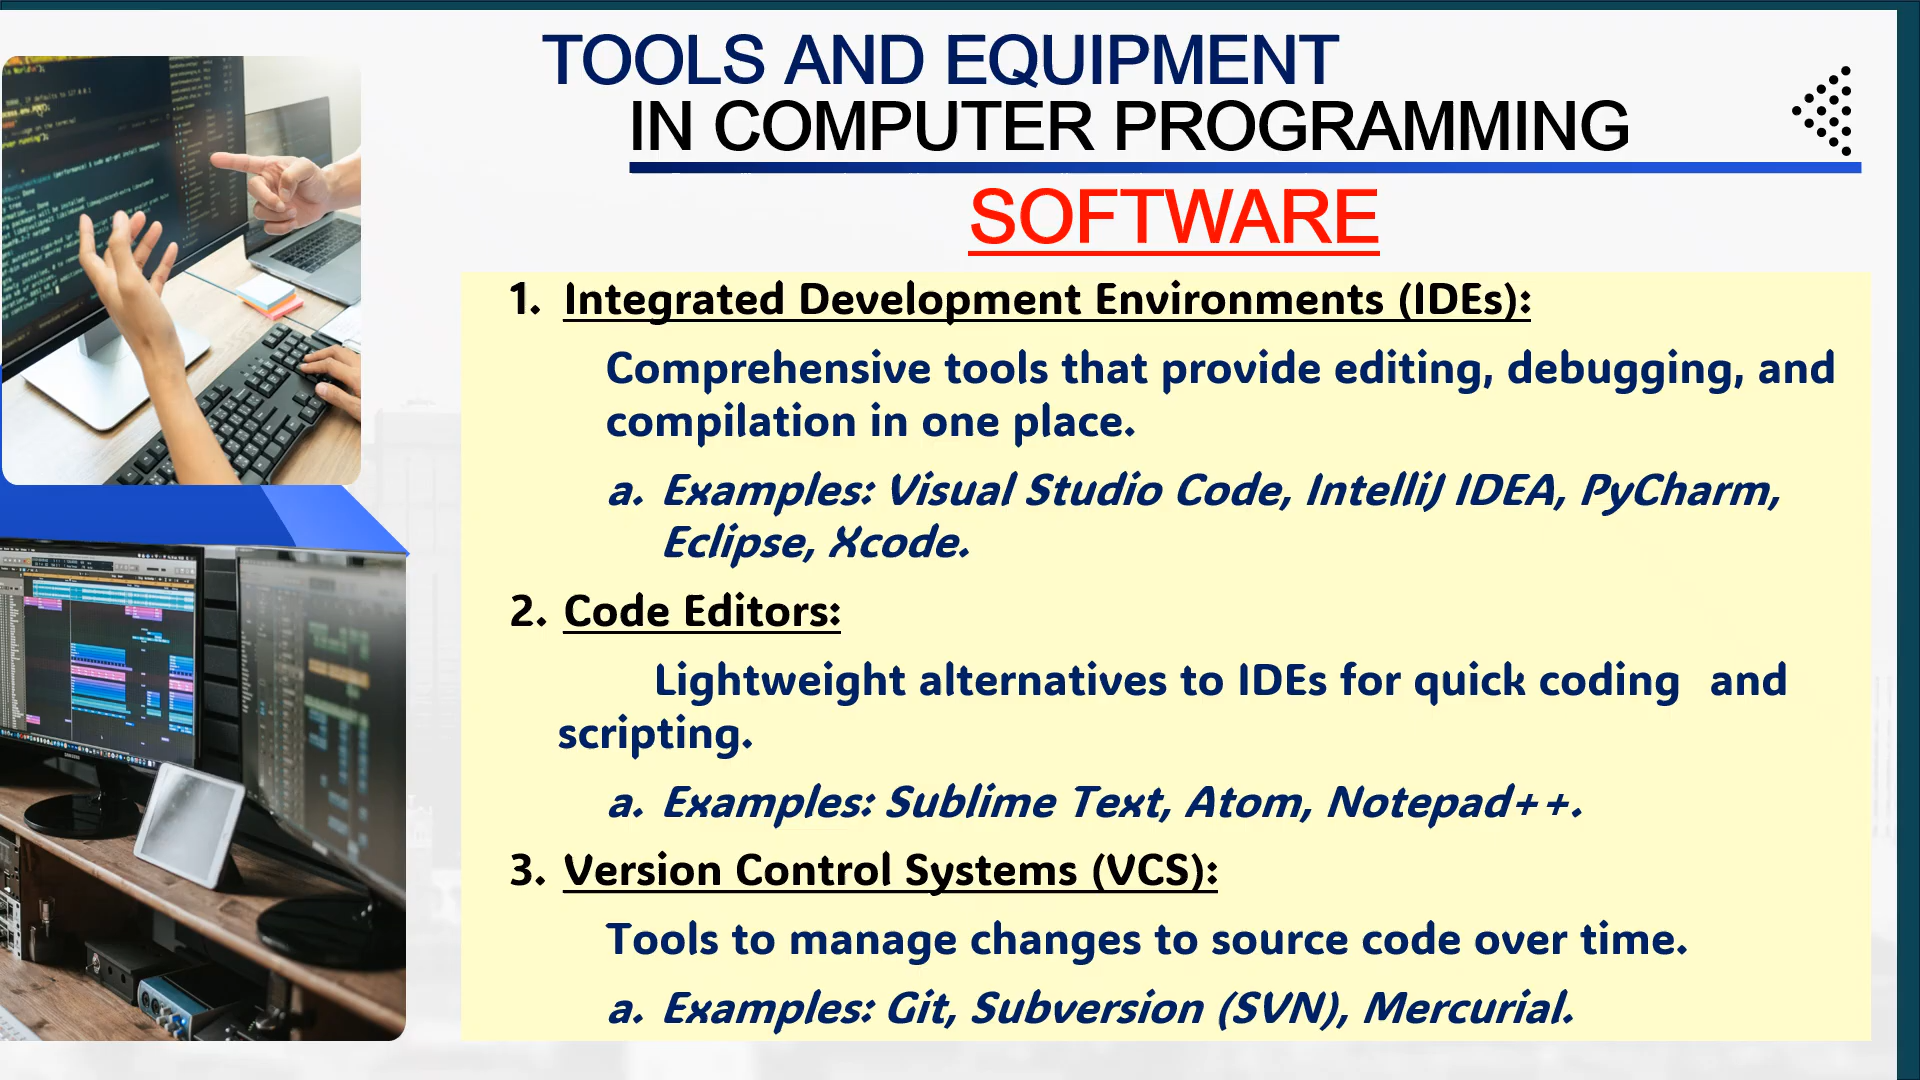 TOOLS AND EQUIPMENT
IN COMPUTER PROGRAMMING
SOFTWARE
1. Integrated Development Environments (IDEs):
Comprehensive tools that provide editing, debugging, and
compilation in one place.
a. Examples: Visual Studio Code, IntelliJ IDEA, PyCharm,
Eclipse, Xcode.
2. Code Editors:
Lightweight alternatives to IDEs for quick coding and
scripting.
a. Examples: Sublime Text, Atom, Notepad++.
3. Version Control Systems (VCS):
Tools to manage changes to source code over time.
a. Examples: Git, Subversion (SVN), Mercurial.